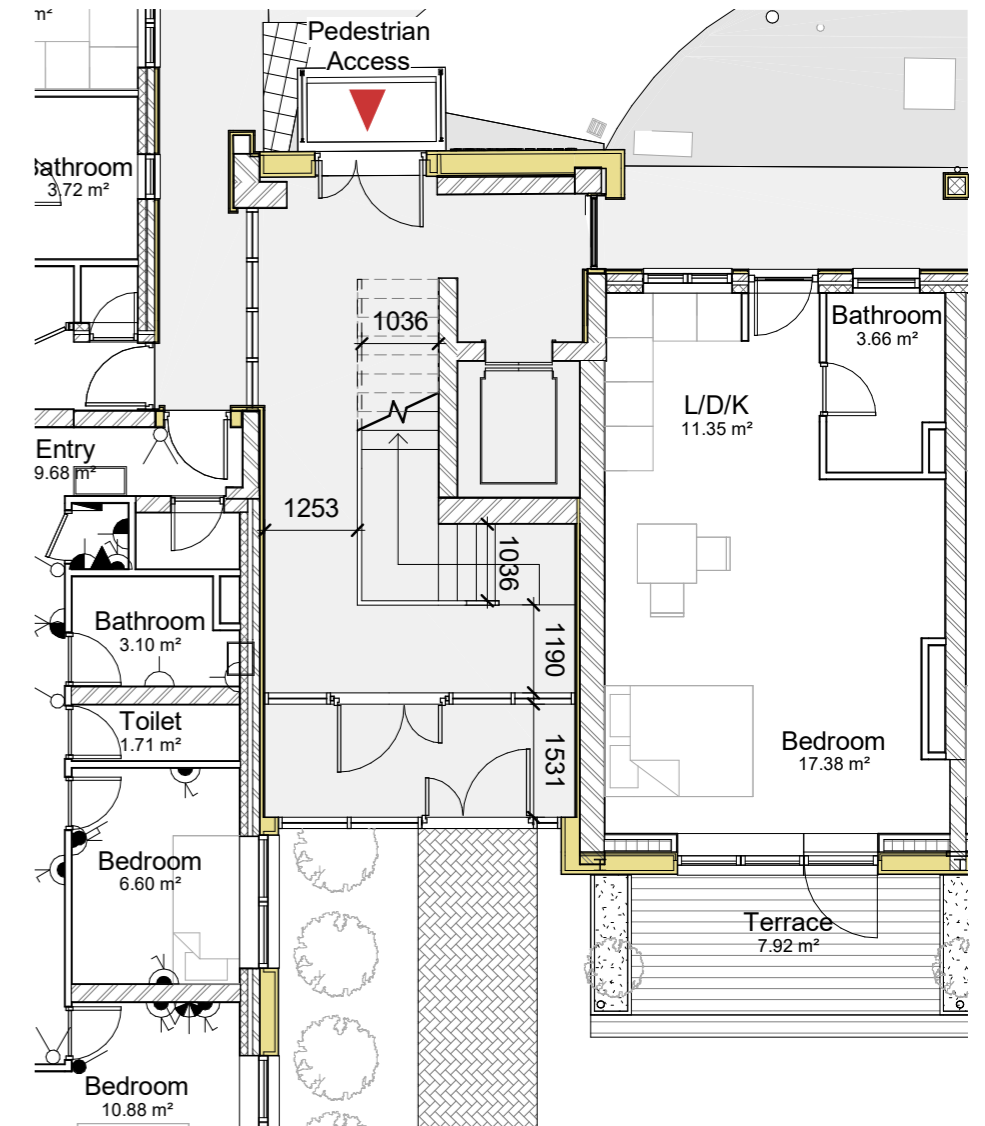 m²
Pedestrian
Access
Bathroom
3.72 m²
1036
Bathroom
3.66 m²
L/D/K
11.35 m²
Entry
9.68 m²
1253
1036
Bathroom
3.10 m²
1190
Toilet
1.71 m²
1531
Bedroom
17.38 m²
Bedroom
6.60 m²
Terrace
7.92 m²
Bedroom
10.88 m²